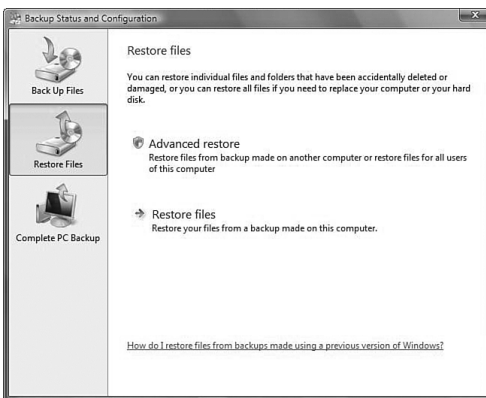 Backup Status and Configuration
Back Up Files
Restore Files
Complete PC Backup
Restore files
You can restore individual files and folders that have been accidentally deleted or
damaged, or you can restore all files if you need to replace your computer or your hard
disk.
Advanced restore
Restore files from backup made on another computer or restore files for all users
of this computer
Restore files
Restore your files from a backup made on this computer.
How do I restore files from backups made using a previous version of Windows?